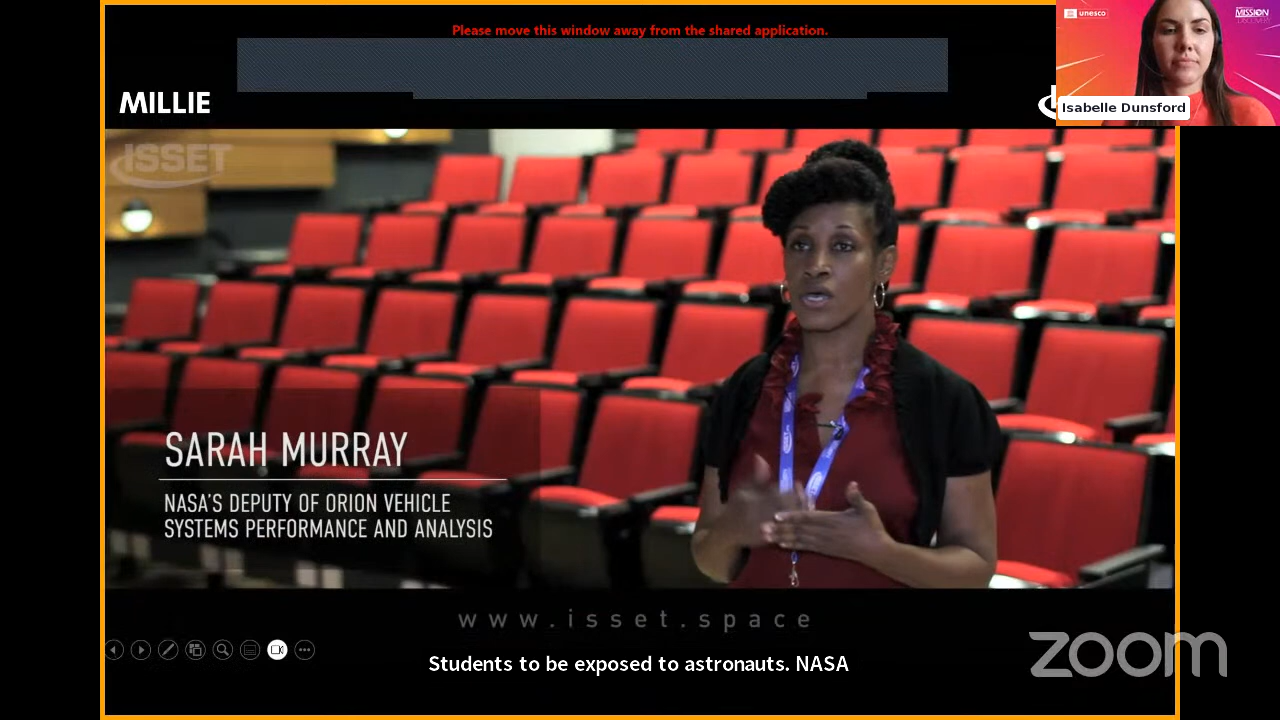 Please move this window away from the shared application.
unesco
MISSION
DISCOVERY
MILLIE
Isabelle Dunsford
ISSET
SARAH MURRAY
NASA'S DEPUTY OF ORION VEHICLE
SYSTEMS PERFORMANCE AND ANALYSIS
www.isset.space
Students to be exposed to astronauts. NASA
zoom